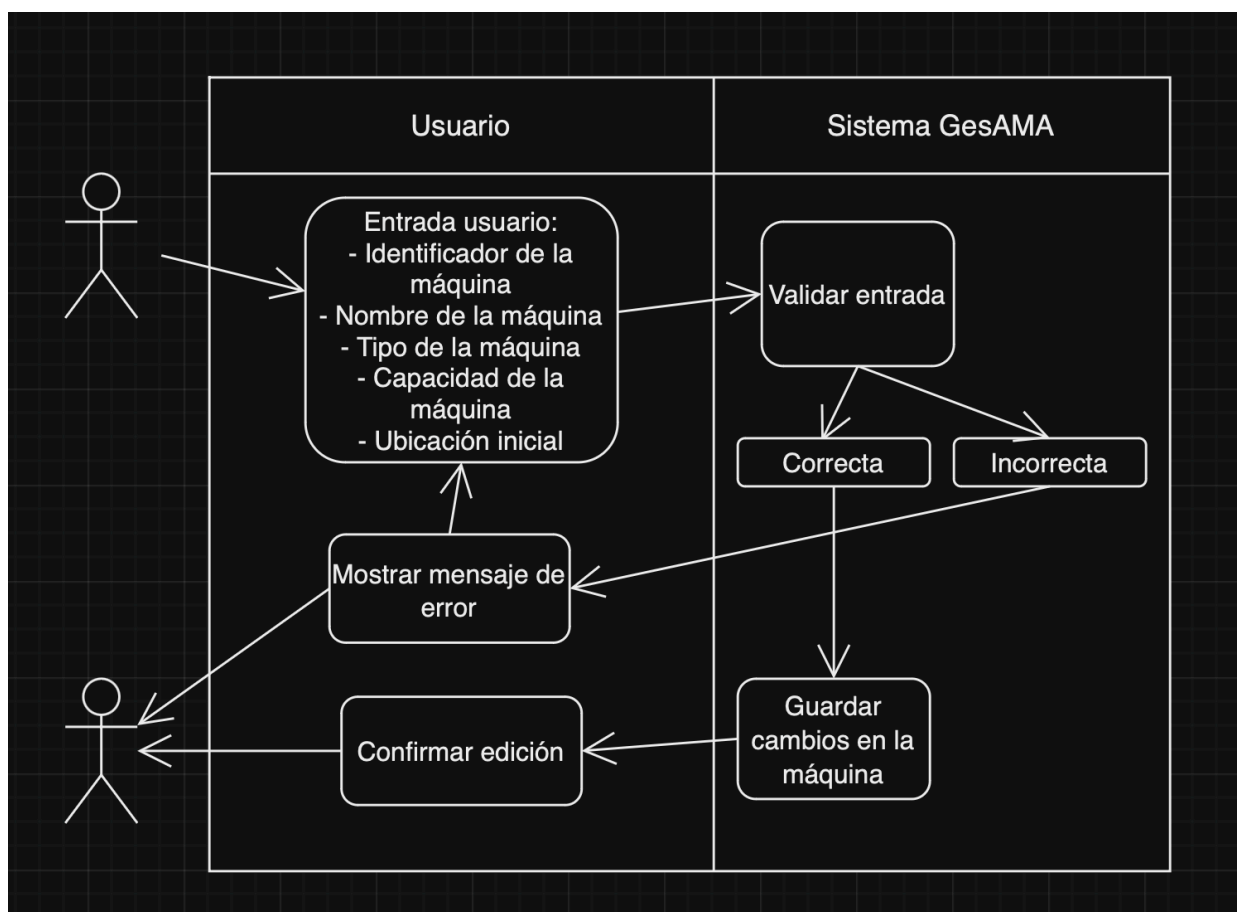 Usuario
Sistema GesAMA
Entrada usuario:
- Identificador de la
máquina
- Nombre de la máquina
- Tipo de la máquina
- Capacidad de la
máquina
- Ubicación inicial
Validar entrada
Correcta
Incorrecta
Mostrar mensaje de
error
Guardar
cambios en la
máquina
Confirmar edición